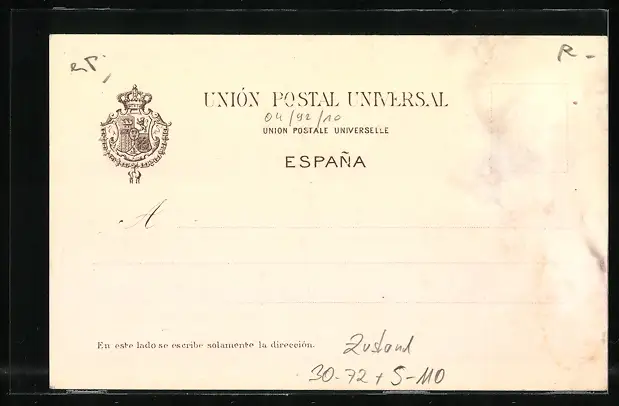 R-
UNIÓN POSTAL UNIVERSAL
04/92/10
UNION POSTALE UNIVERSELLE
ESPAÑA
A
En este lado se escribe solamente la dirección.
Zustand
30-72 + S-110